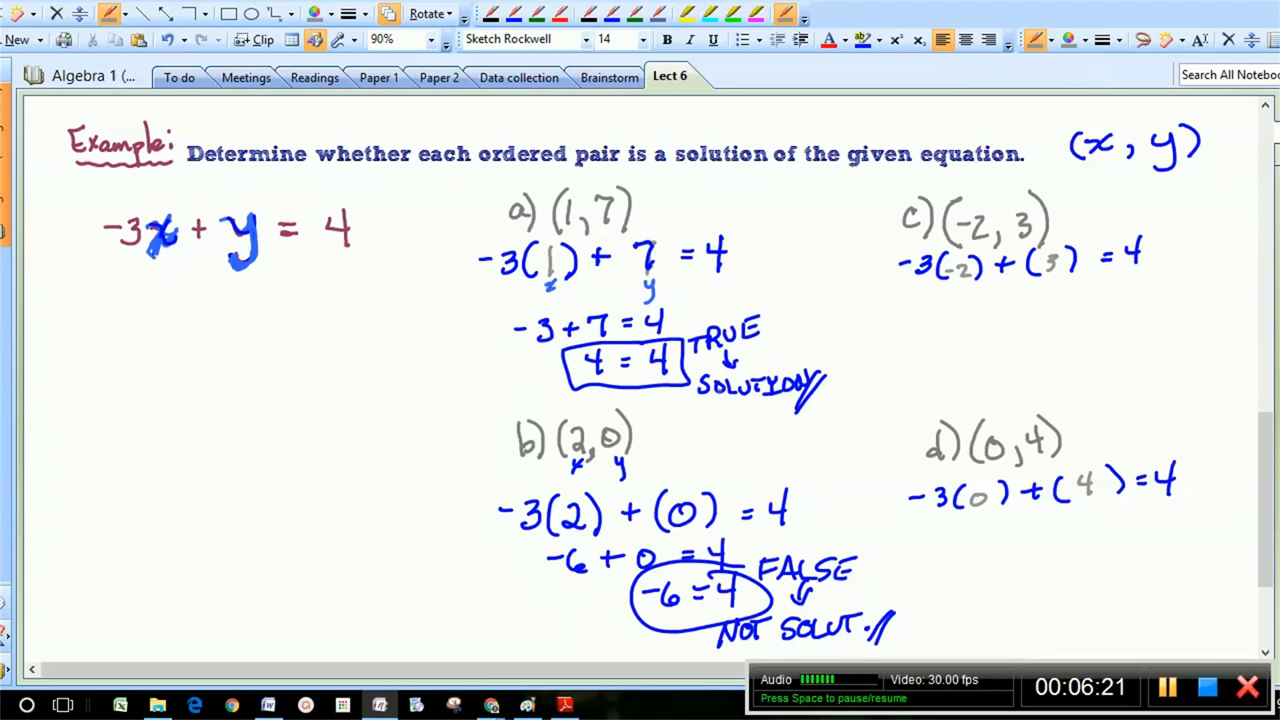 Rotate
New
Clip
90%
Sketch Rockwell
14
B I U
Algebra 1 (...
To do
Meetings
Readings
Paper 1
Paper 2
Data collection
Brainstorm
Lect 6
Search All Notebo
Example:
Determine whether each ordered pair is a solution of the given equation.
(x, y)
-3x + y = 4
a) (1, 7)
-3(1) + 7 = 4
x y
-3 + 7 = 4
4 = 4
TRUE
SOLUTION
b) (2, 0)
x y
-3(2) + (0) = 4
-6 + 0 = 4
-6 = 4
FALSE
NOT SOLUT.
c) (-2, 3)
-3(-2) + (3) = 4
d) (0, 4)
-3(0) + (4) = 4
Audio
Video: 30.00 fps
Press Space to pause/resume
00:06:21